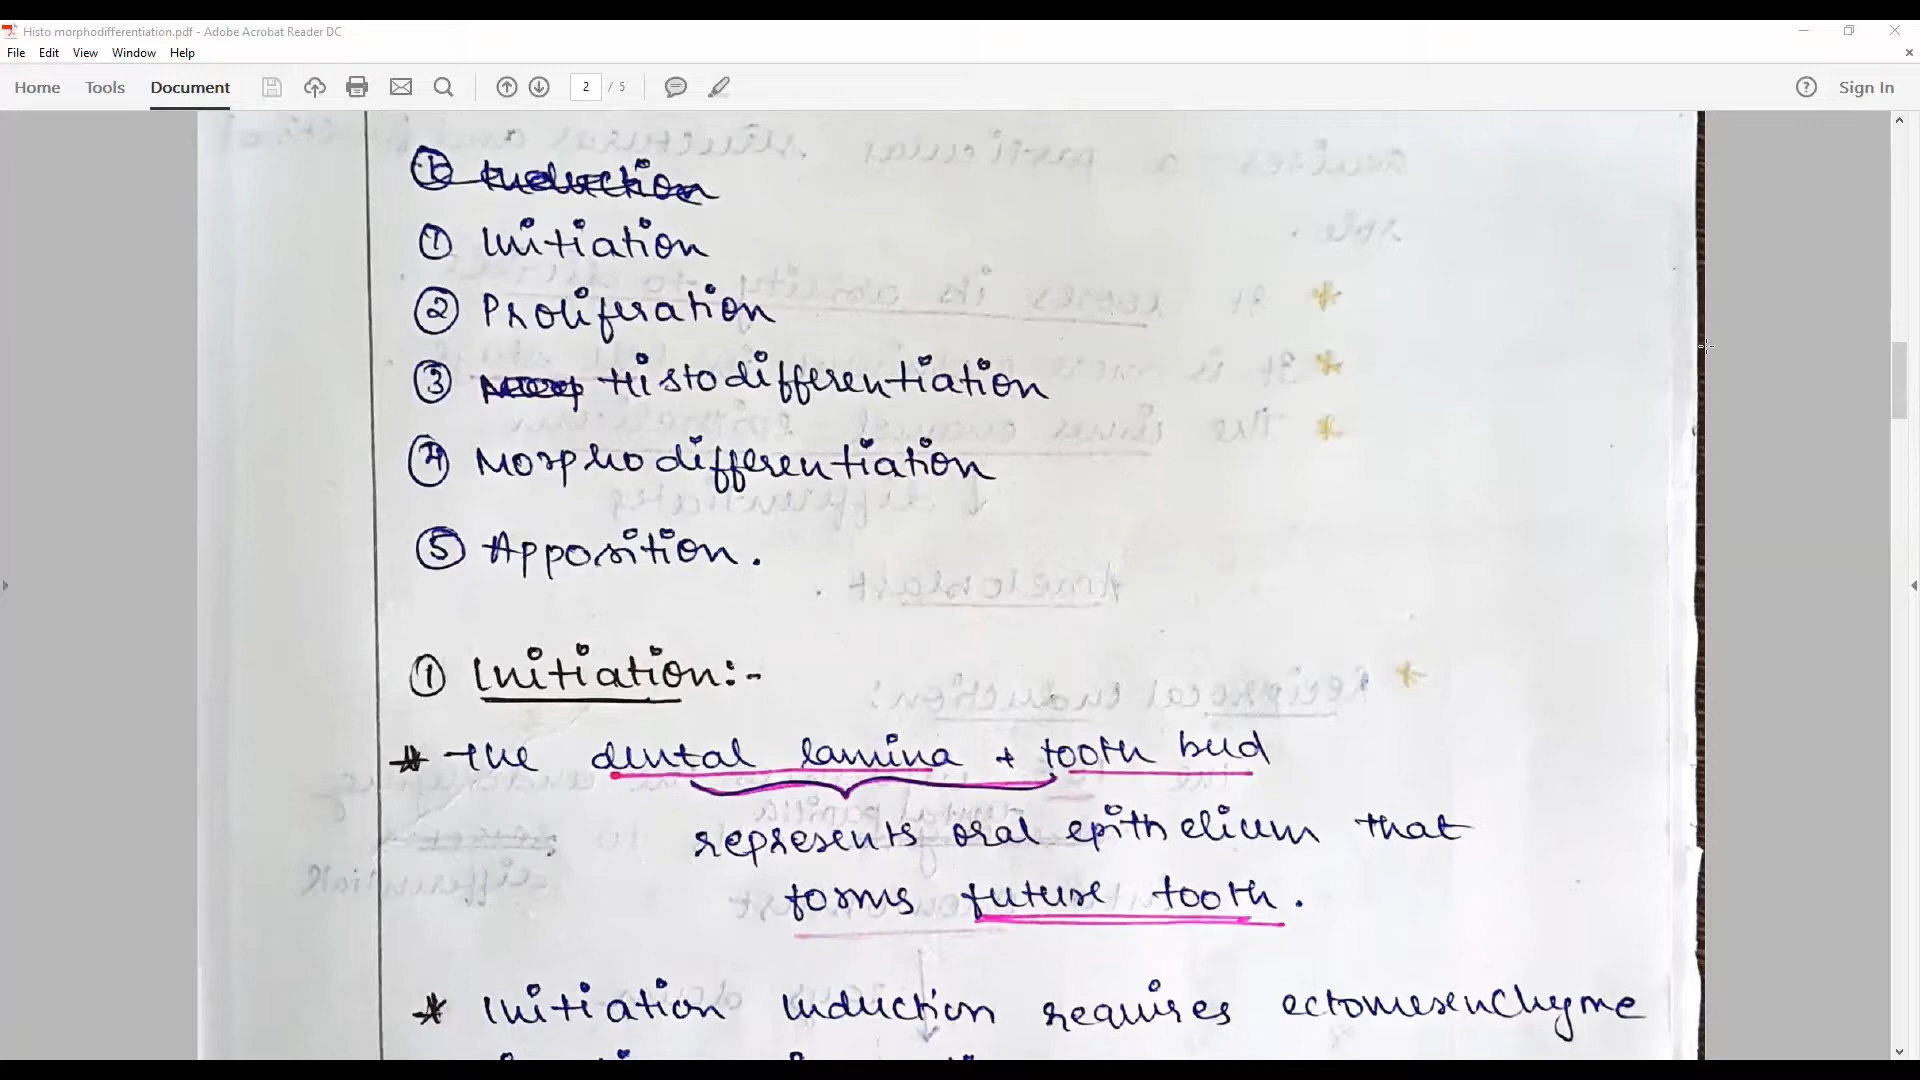 Histo morphodifferentiation.pdf - Adobe Acrobat Reader DC
File Edit View Window Help
Home Tools Document 2 / 5 Sign In
① Induction
① Initiation
② Proliferation
③ Histodifferentiation
④ Morphodifferentiation
⑤ Apposition.
① Initiation:-
* the dental lamina + tooth bud
represents oral epithelium that
forms future tooth.
* Initiation induction requires ectomesenchyme